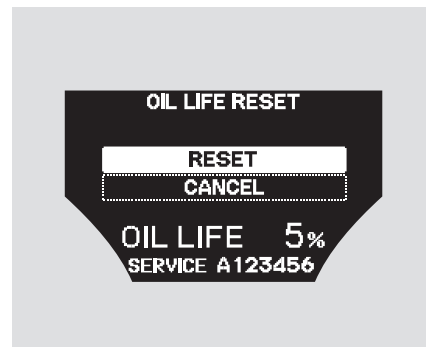 OIL LIFE RESET
RESET
CANCEL
OIL LIFE 5%
SERVICE A123456